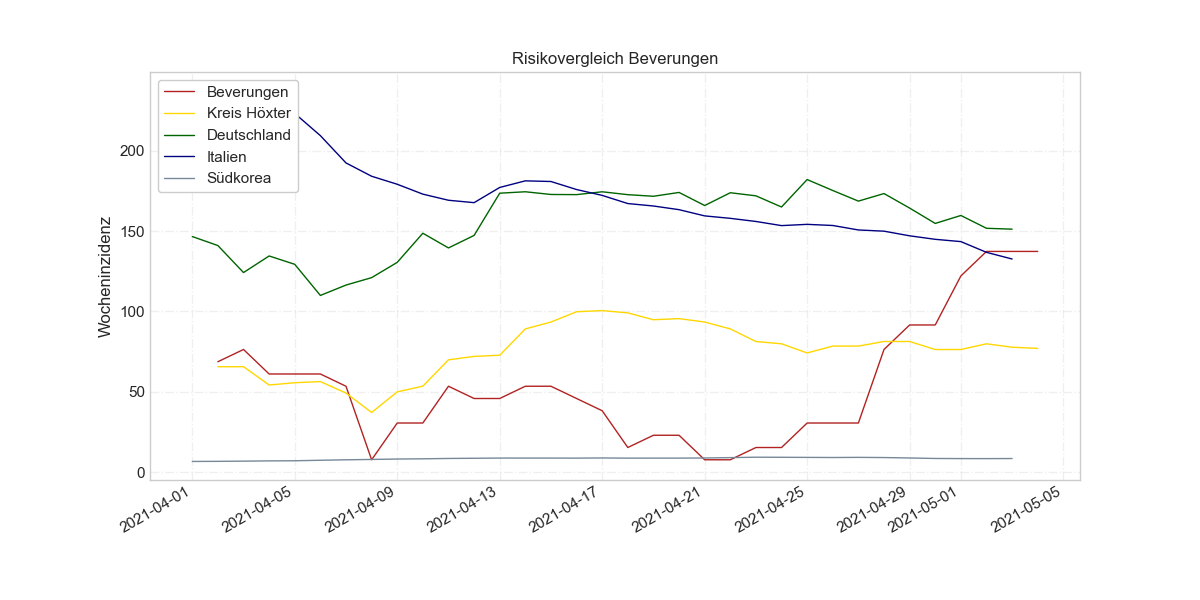 Risikovergleich Beverungen
Beverungen
Kreis Höxter
Deutschland
Italien
Südkorea
Wocheninzidenz
200
150
100
50
0
2021-04-01
2021-04-05
2021-04-09
2021-04-13
2021-04-17
2021-04-21
2021-04-25
2021-04-29
2021-05-01
2021-05-05